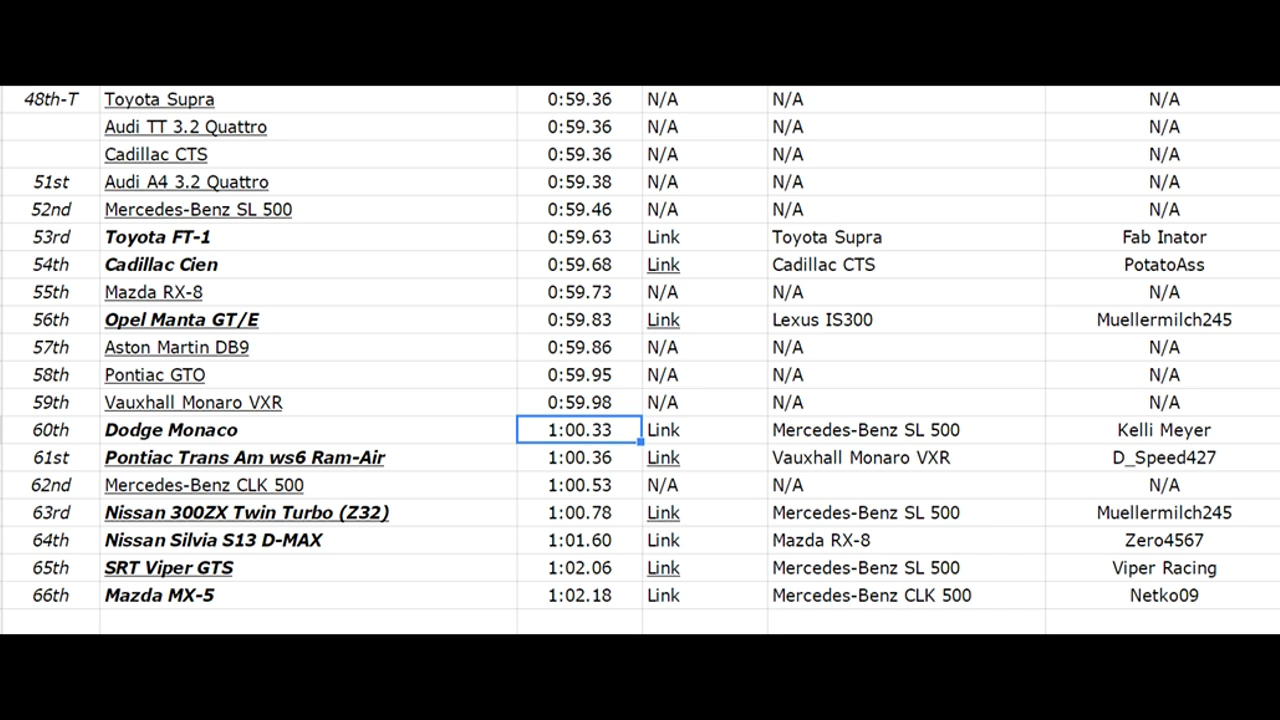 48th-T Toyota Supra 0:59.36 N/A N/A N/A
Audi TT 3.2 Quattro 0:59.36 N/A N/A N/A
Cadillac CTS 0:59.36 N/A N/A N/A
51st Audi A4 3.2 Quattro 0:59.38 N/A N/A N/A
52nd Mercedes-Benz SL 500 0:59.46 N/A N/A N/A
53rd Toyota FT-1 0:59.63 Link Toyota Supra Fab Inator
54th Cadillac Cien 0:59.68 Link Cadillac CTS PotatoAss
55th Mazda RX-8 0:59.73 N/A N/A N/A
56th Opel Manta GT/E 0:59.83 Link Lexus IS300 Muellermilch245
57th Aston Martin DB9 0:59.86 N/A N/A N/A
58th Pontiac GTO 0:59.95 N/A N/A N/A
59th Vauxhall Monaro VXR 0:59.98 N/A N/A N/A
60th Dodge Monaco 1:00.33 Link Mercedes-Benz SL 500 Kelli Meyer
61st Pontiac Trans Am ws6 Ram-Air 1:00.36 Link Vauxhall Monaro VXR D_Speed427
62nd Mercedes-Benz CLK 500 1:00.53 N/A N/A N/A
63rd Nissan 300ZX Twin Turbo (Z32) 1:00.78 Link Mercedes-Benz SL 500 Muellermilch245
64th Nissan Silvia S13 D-MAX 1:01.60 Link Mazda RX-8 Zero4567
65th SRT Viper GTS 1:02.06 Link Mercedes-Benz SL 500 Viper Racing
66th Mazda MX-5 1:02.18 Link Mercedes-Benz CLK 500 Netko09